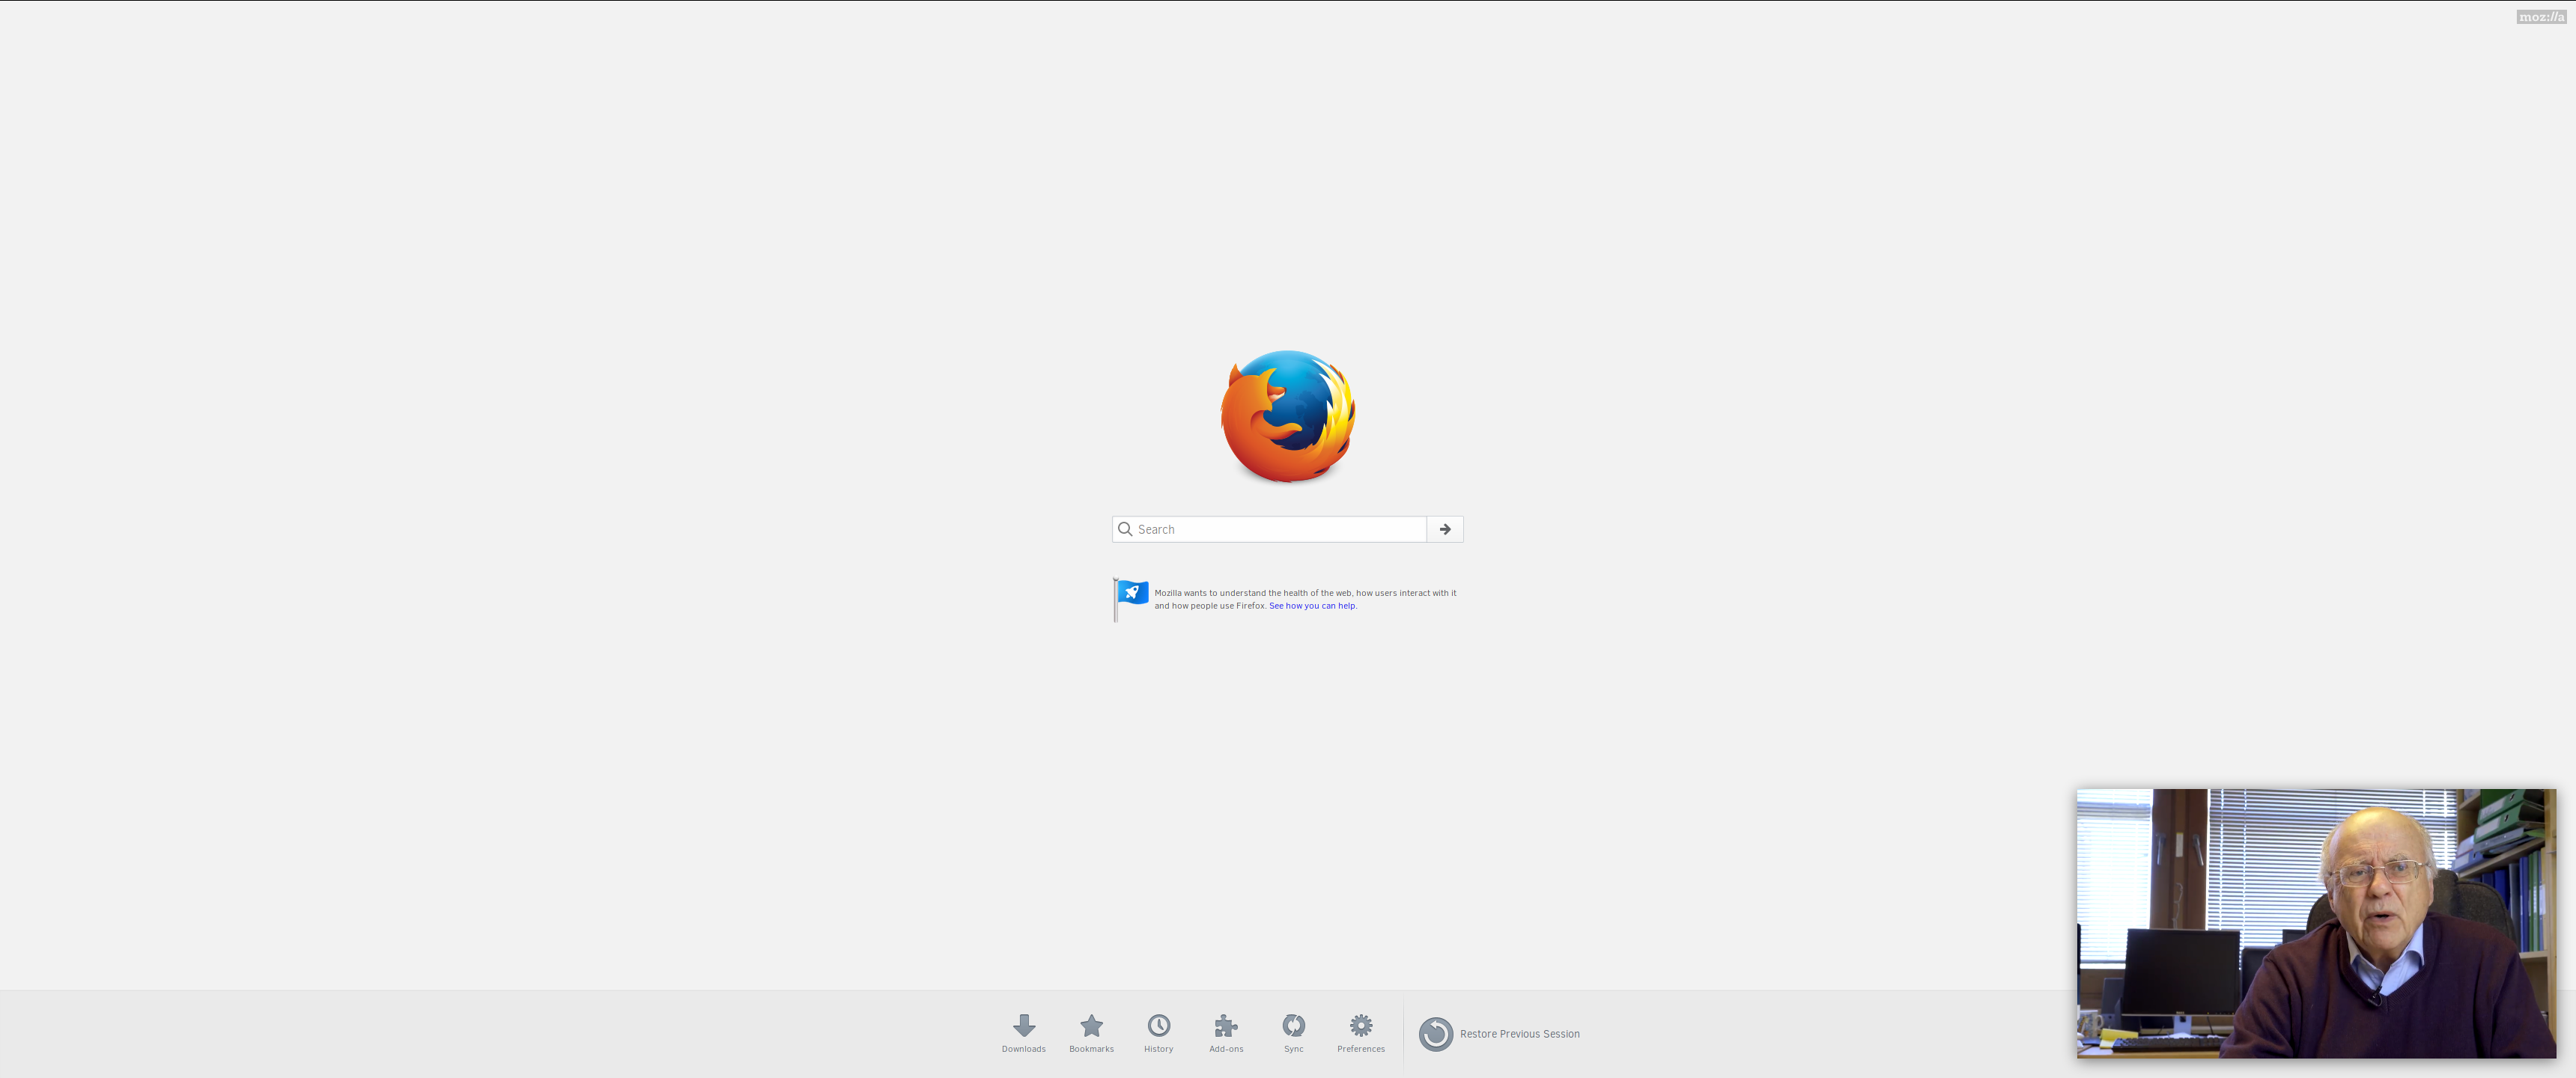 moz://a
Search
Mozilla wants to understand the health of the web, how users interact with it
and how people use Firefox. See how you can help.
Downloads
Bookmarks
History
Add-ons
Sync
Preferences
Restore Previous Session